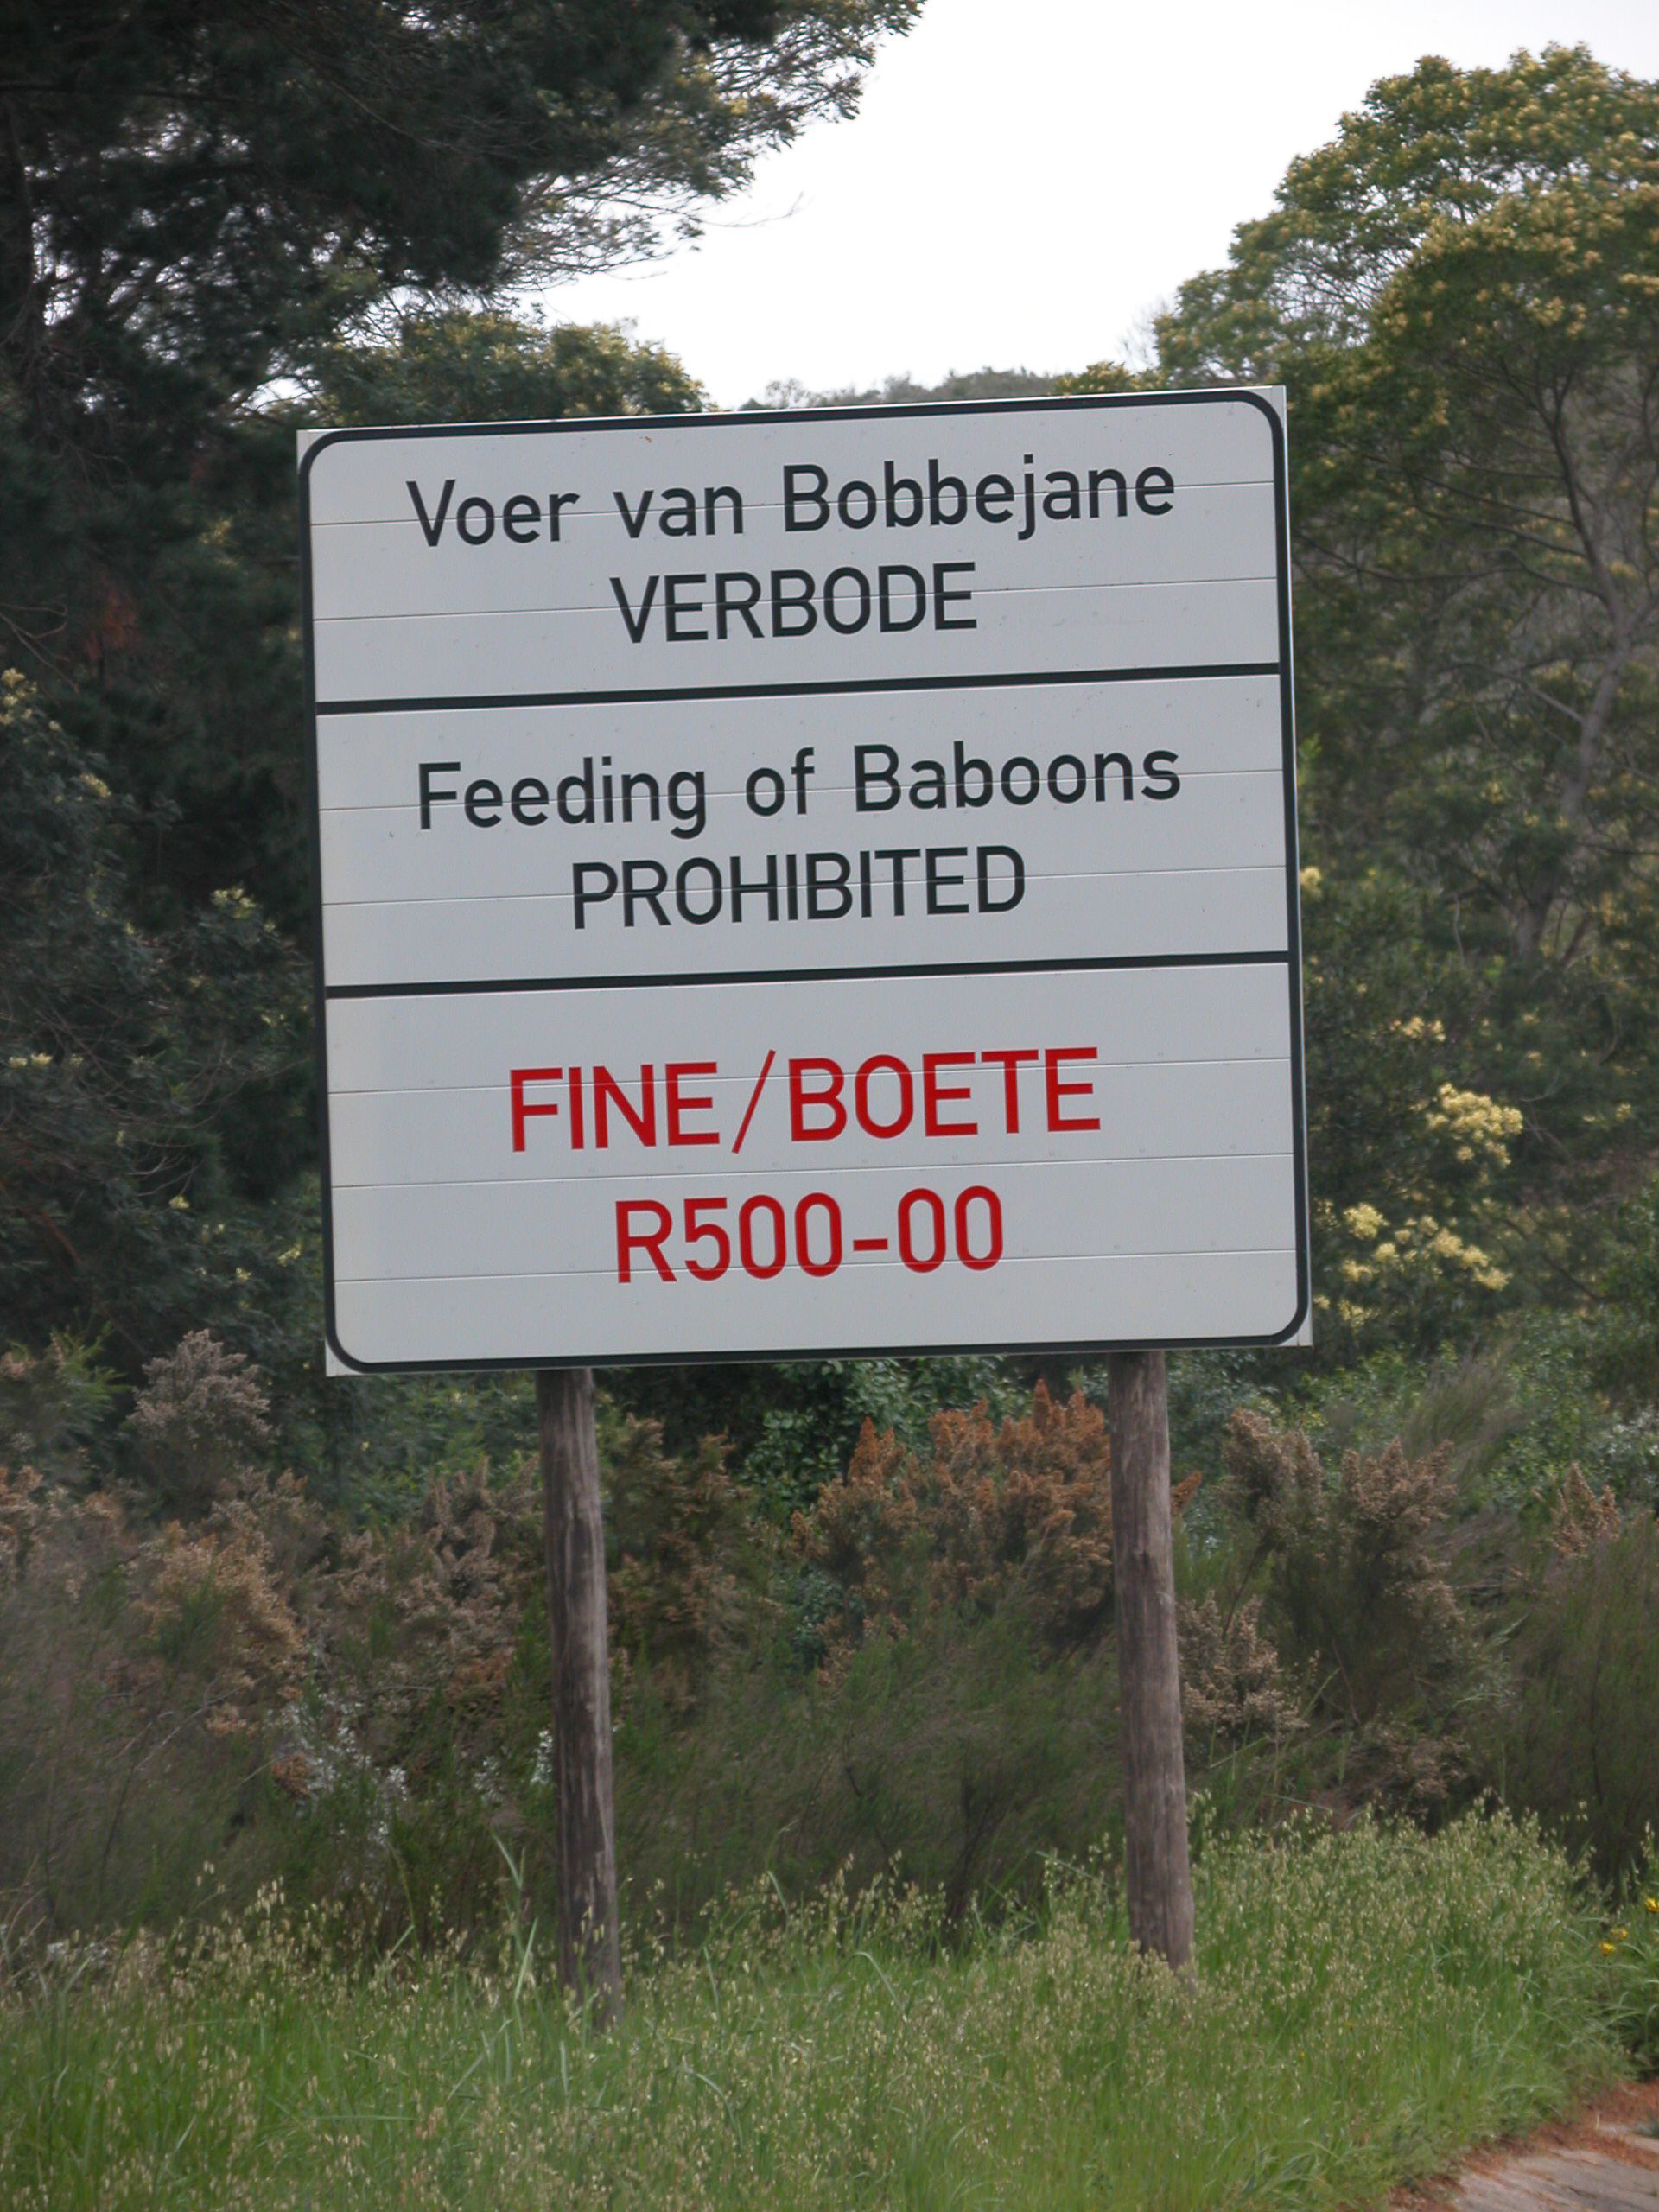 Voer van Bobbejane
VERBODE
Feeding of Baboons
PROHIBITED
FINE/BOETE
R500-00